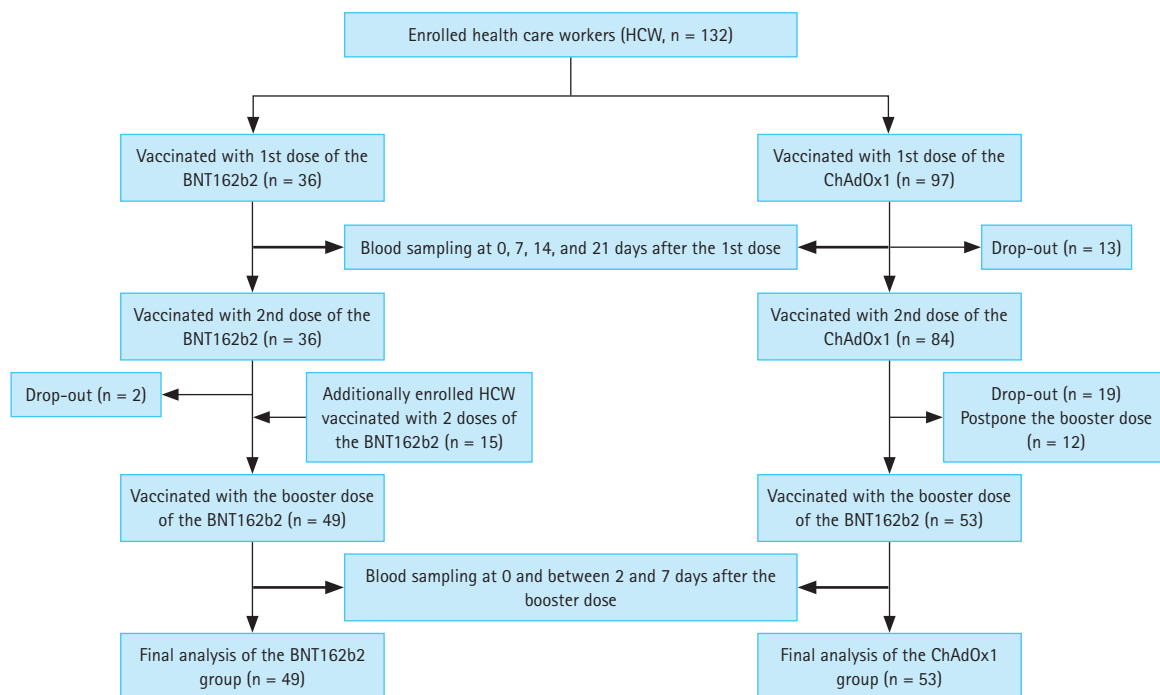 Enrolled health care workers (HCW, n = 132)
Vaccinated with 1st dose of the
BNT162b2 (n = 36)
Vaccinated with 1st dose of the
ChAdOx1 (n = 97)
Blood sampling at 0, 7, 14, and 21 days after the 1st dose
Drop-out (n = 13)
Vaccinated with 2nd dose of the
BNT162b2 (n = 36)
Vaccinated with 2nd dose of the
ChAdOx1 (n = 84)
Drop-out (n = 2)
Additionally enrolled HCW
vaccinated with 2 doses of
the BNT162b2 (n = 15)
Drop-out (n = 19)
Postpone the booster dose
(n = 12)
Vaccinated with the booster dose
of the BNT162b2 (n = 49)
Vaccinated with the booster dose
of the BNT162b2 (n = 53)
Blood sampling at 0 and between 2 and 7 days after the
booster dose
Final analysis of the BNT162b2
group (n = 49)
Final analysis of the ChAdOx1
group (n = 53)